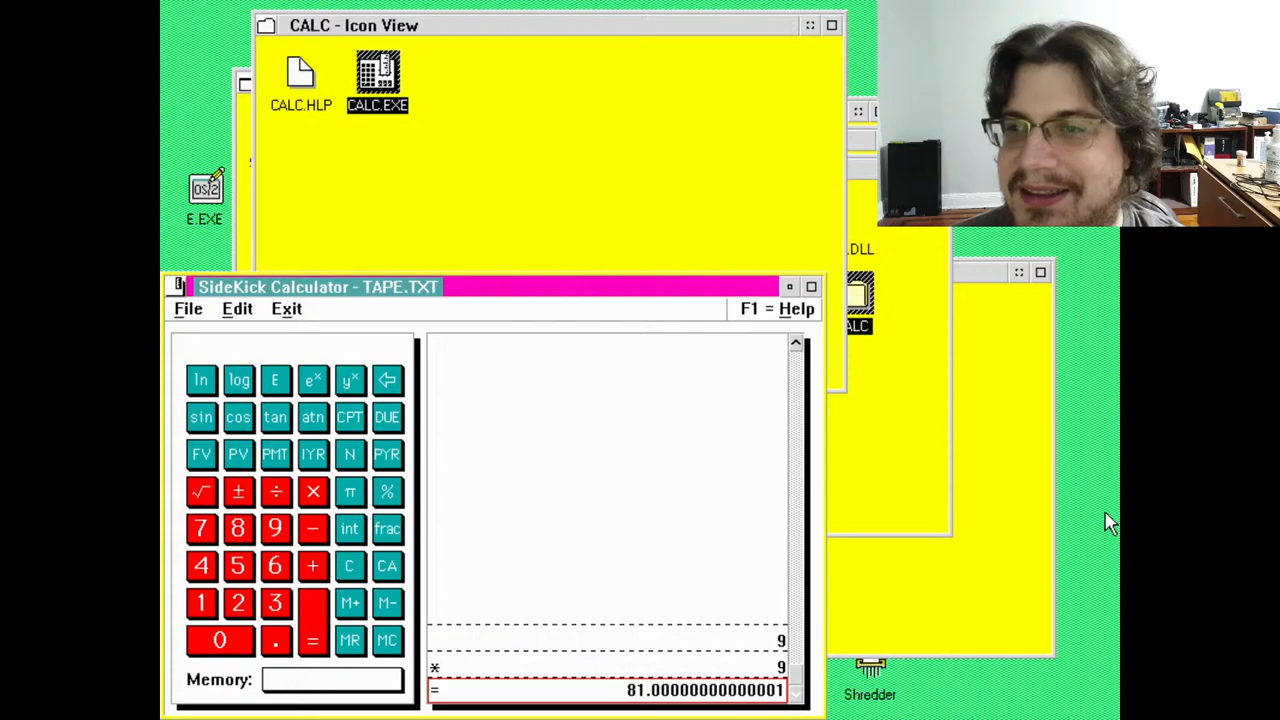 CALC - Icon View
CALC.HLP
CALC.EXE
OS/2
E.EXE
.DLL
ALC
SideKick Calculator - TAPE.TXT
File Edit Exit F1 = Help
ln log E eˣ yˣ
sin cos tan atn CPT DUE
FV PV PMT IYR N PYR
√ ± ÷ × π %
7 8 9 − int frac
4 5 6 + C CA
1 2 3 M+ M-
0 . = MR MC
Memory:
9
* 9
= 81.00000000000001
Shredder